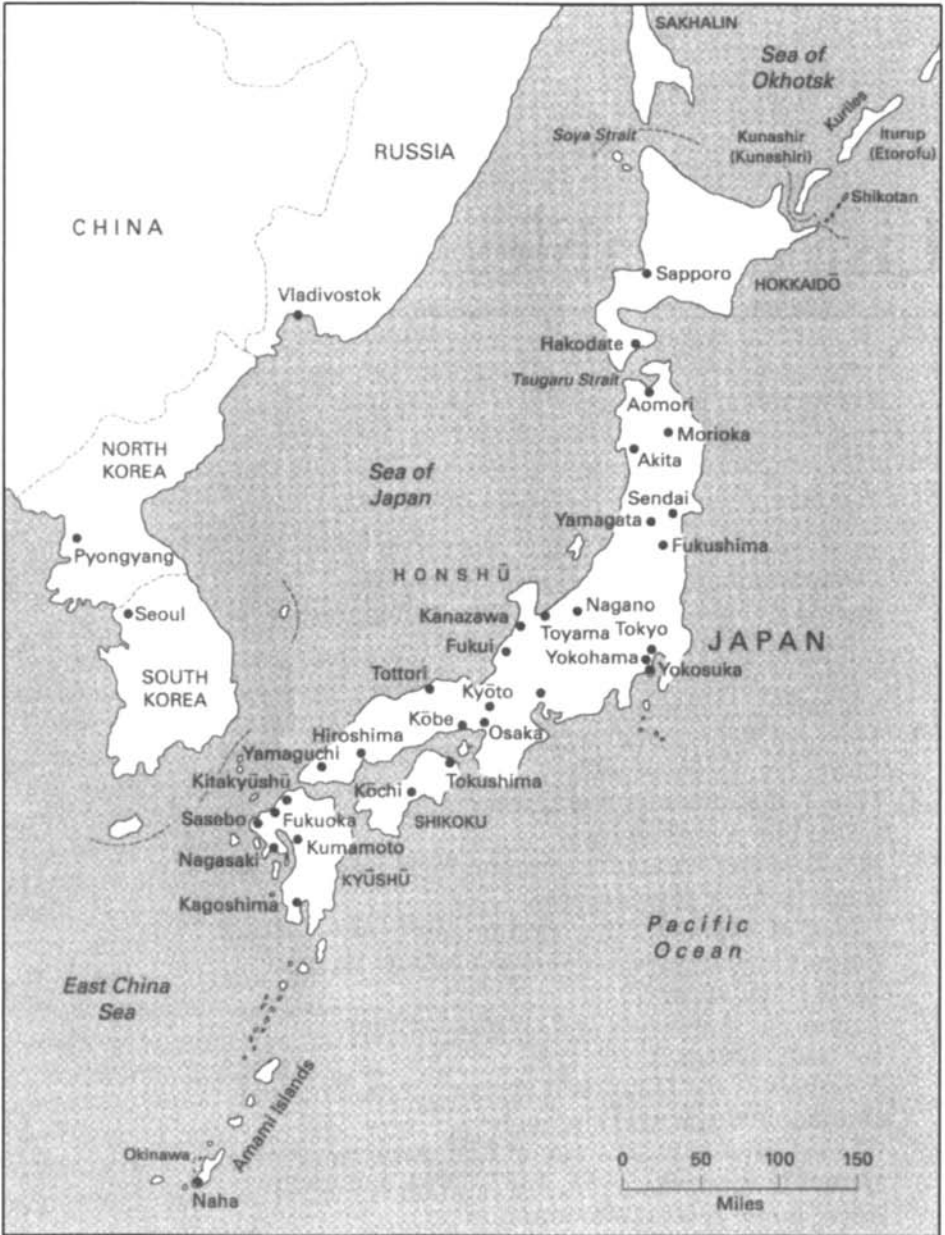 SAKHALIN
Sea of
Okhotsk
Soya Strait
Kuriles
Kunashir
(Kunashiri)
Iturup
(Etorofu)
RUSSIA
Shikotan
CHINA
Sapporo
HOKKAIDŌ
Vladivostok
Hakodate
Tsugaru Strait
Aomori
Morioka
NORTH
KOREA
Akita
Sea of
Japan
Sendai
Yamagata
Fukushima
Pyongyang
HONSHŪ
Seoul
Kanazawa
Nagano
Toyama
Tokyo
JAPAN
Fukui
Yokohama
Yokosuka
SOUTH
KOREA
Tottori
Kyōto
Kōbe
Osaka
Hiroshima
Yamaguchi
Kitakyūshū
Kōchi
Tokushima
Sasebo
Fukuoka
SHIKOKU
Nagasaki
Kumamoto
KYŪSHŪ
Kagoshima
Pacific
Ocean
East China
Sea
Amami Islands
Okinawa
Naha
0 50 100 150
Miles